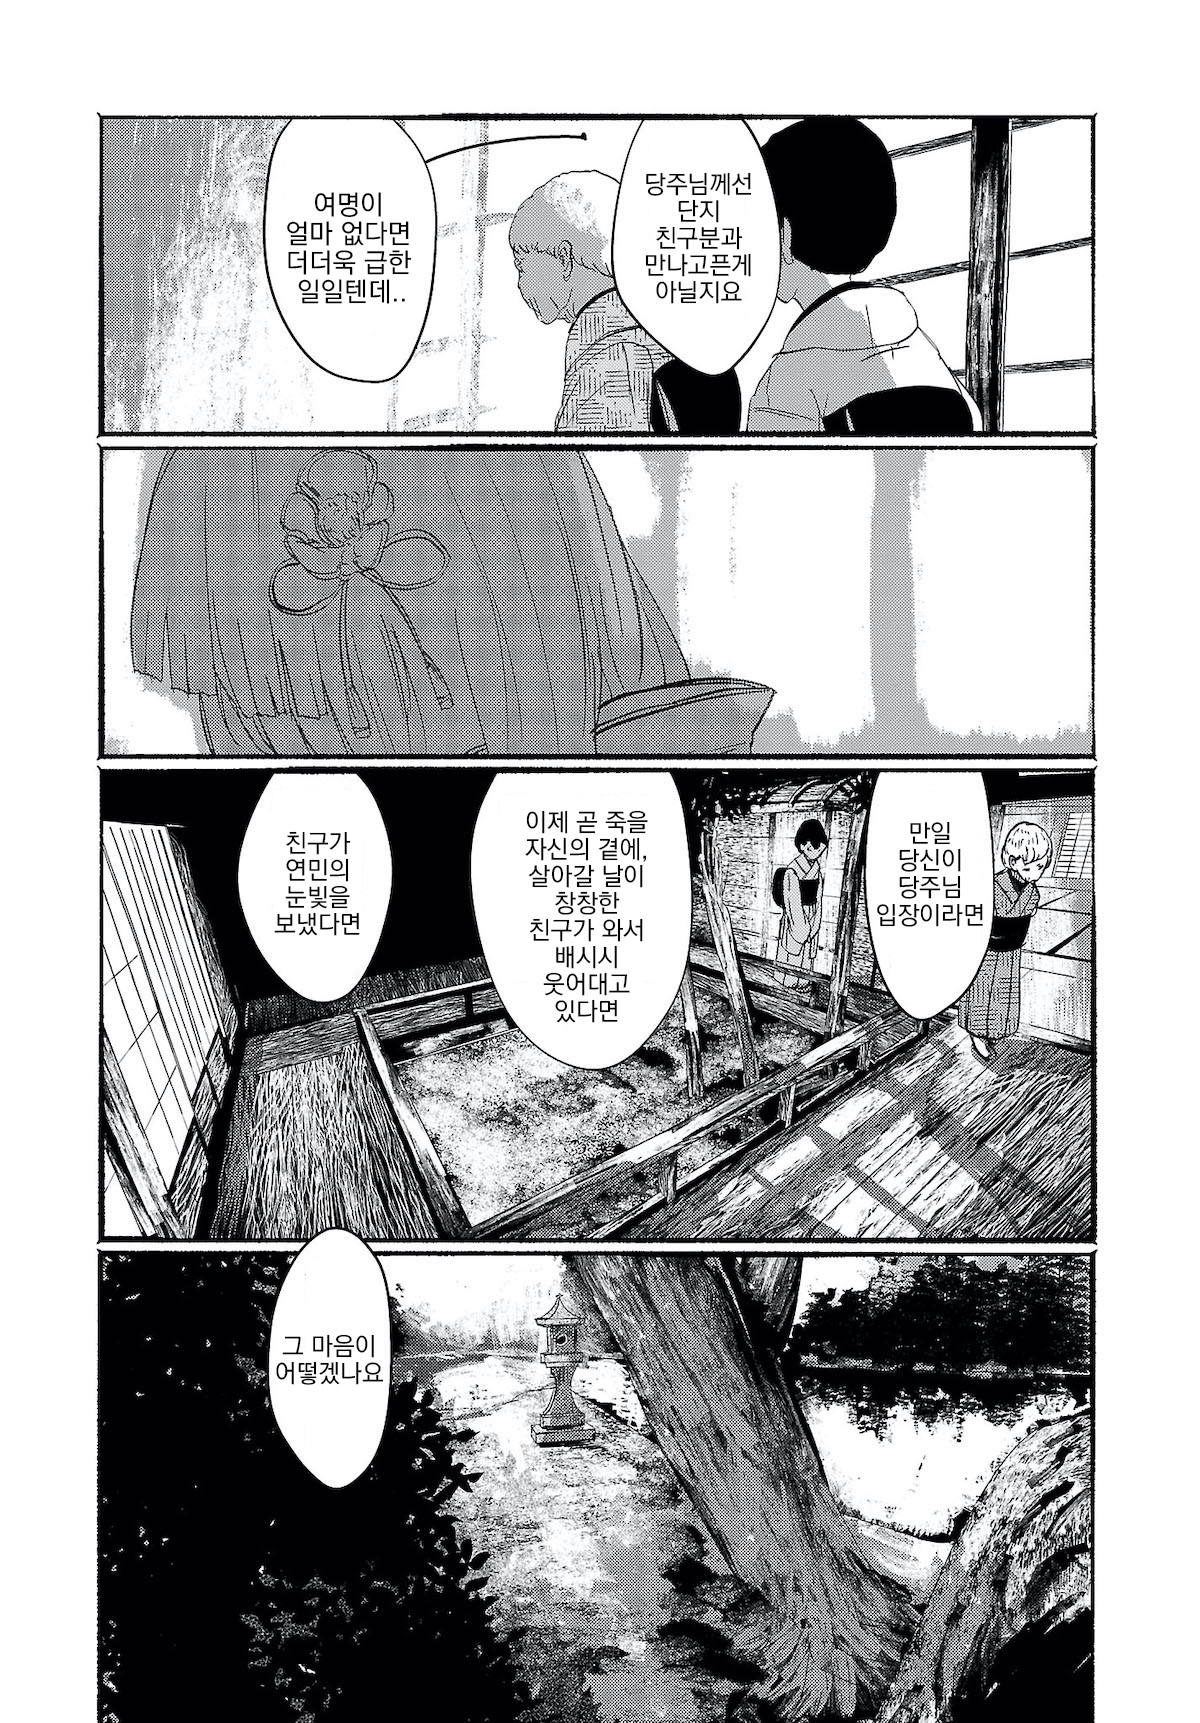 당주님께선
단지
친구분과
만나고픈게
아닐지요
여명이
얼마 없다면
더더욱 급한
일일텐데..
만일
당신이
당주님
입장이라면
이제 곧 죽을
자신의 곁에,
살아갈 날이
창창한
친구가 와서
배시시
웃어대고
있다면
친구가
연민의
눈빛을
보냈다면
그 마음이
어떻겠나요